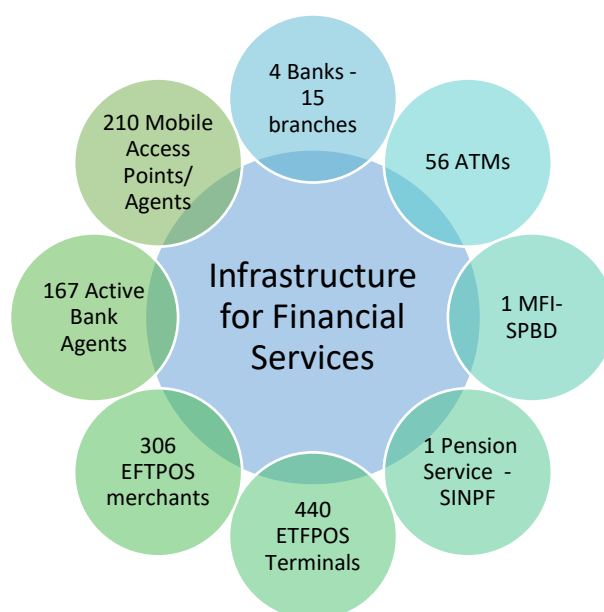 4 Banks -
15
branches
56 ATMs
1 MFI-
SPBD
1 Pension
Service -
SINPF
440
ETFPOS
Terminals
306
EFTPOS
merchants
167 Active
Bank
Agents
210 Mobile
Access
Points/
Agents
Infrastructure
for Financial
Services